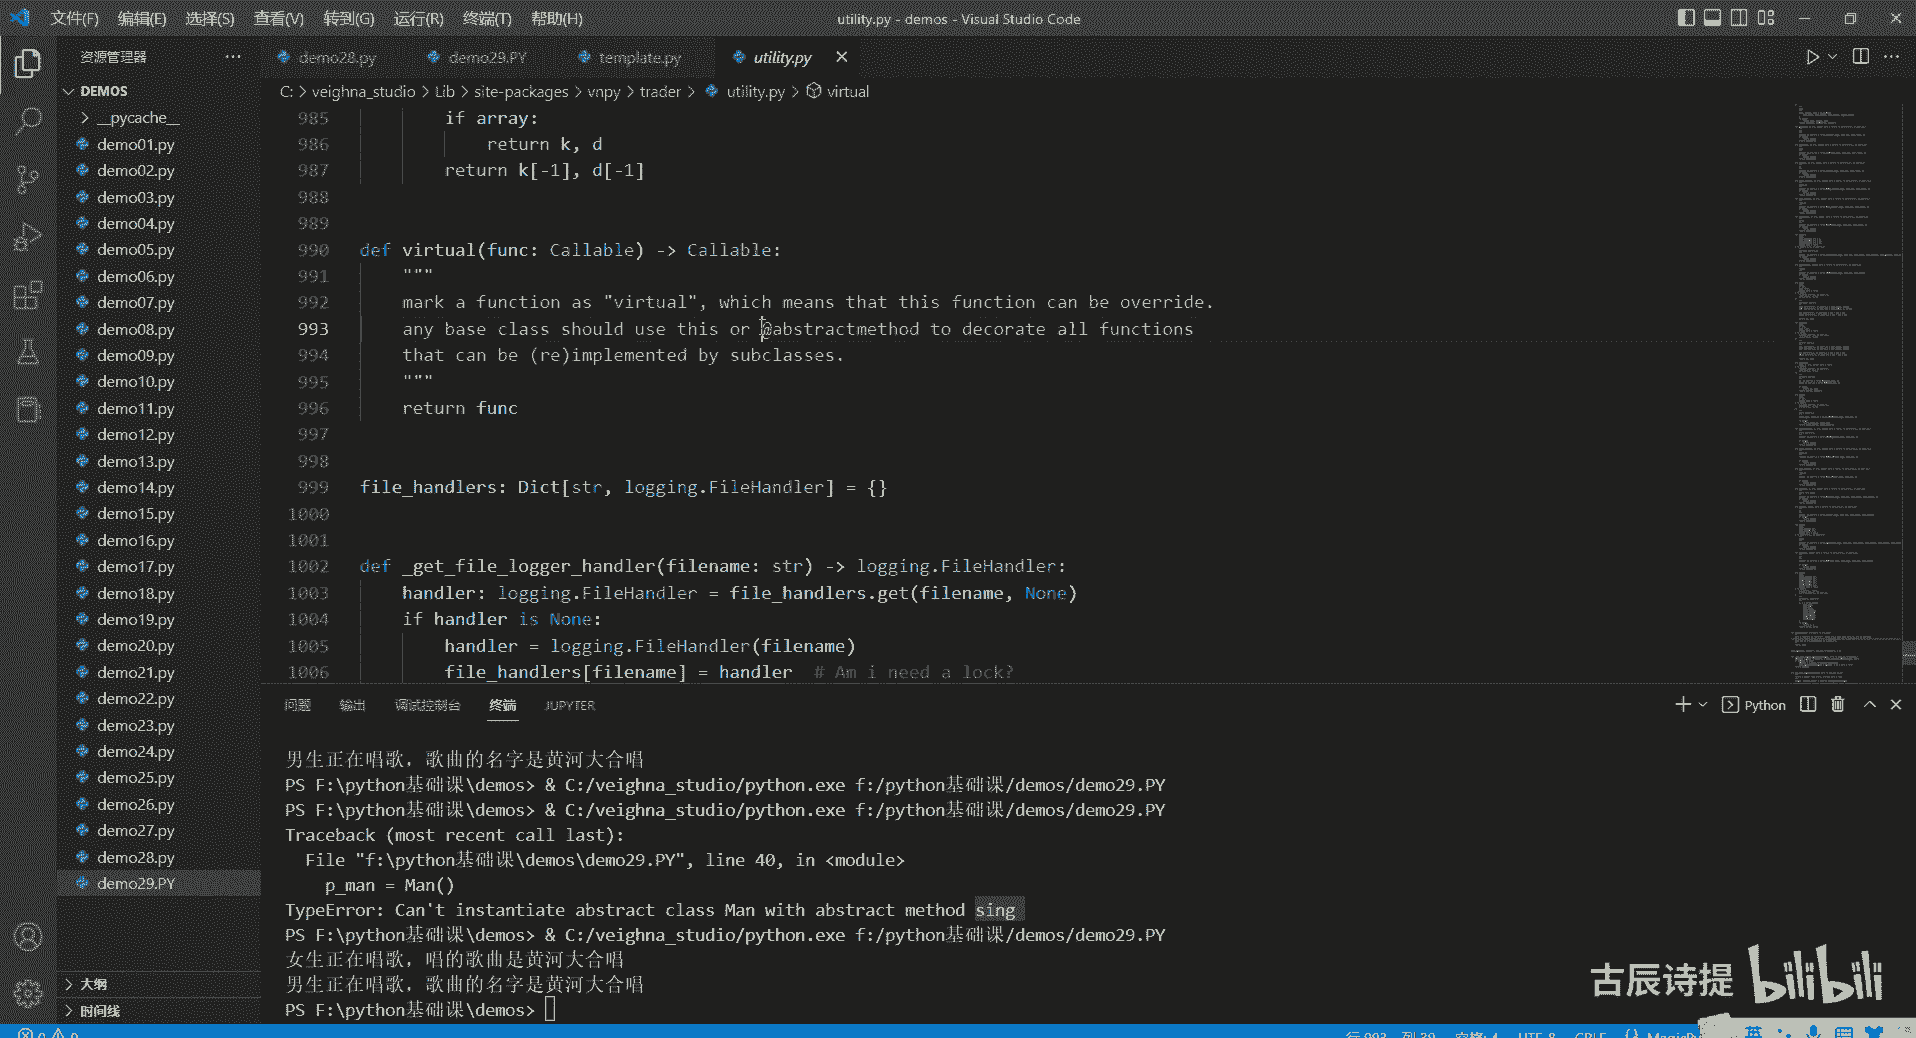 文件(F) 编辑(E) 选择(S) 查看(V) 转到(G) 运行(R) 终端(T) 帮助(H)
utility.py - demos - Visual Studio Code
资源管理器
demo28.py demo29.PY template.py utility.py
C: > veighna_studio > Lib > site-packages > vnpy > trader > utility.py > virtual
DEMOS
__pycache__
demo01.py
demo02.py
demo03.py
demo04.py
demo05.py
demo06.py
demo07.py
demo08.py
demo09.py
demo10.py
demo11.py
demo12.py
demo13.py
demo14.py
demo15.py
demo16.py
demo17.py
demo18.py
demo19.py
demo20.py
demo21.py
demo22.py
demo23.py
demo24.py
demo25.py
demo26.py
demo27.py
demo28.py
demo29.PY
大纲
时间线
985 if array:
986 return k, d
987 return k[-1], d[-1]
988
989
990 def virtual(func: Callable) -> Callable:
991 """
992 mark a function as "virtual", which means that this function can be override.
993 any base class should use this or @abstractmethod to decorate all functions
994 that can be (re)implemented by subclasses.
995 """
996 return func
997
998
999 file_handlers: Dict[str, logging.FileHandler] = {}
1000
1001
1002 def _get_file_logger_handler(filename: str) -> logging.FileHandler:
1003 handler: logging.FileHandler = file_handlers.get(filename, None)
1004 if handler is None:
1005 handler = logging.FileHandler(filename)
1006 file_handlers[filename] = handler # Am i need a lock?
问题 输出 调试控制台 终端 JUPYTER
Python
男生正在唱歌，歌曲的名字是黄河大合唱
PS F:\python基础课\demos> & C:/veighna_studio/python.exe f:/python基础课/demos/demo29.PY
PS F:\python基础课\demos> & C:/veighna_studio/python.exe f:/python基础课/demos/demo29.PY
Traceback (most recent call last):
File "f:\python基础课\demos\demo29.PY", line 40, in <module>
p_man = Man()
TypeError: Can't instantiate abstract class Man with abstract method sing
PS F:\python基础课\demos> & C:/veighna_studio/python.exe f:/python基础课/demos/demo29.PY
女生正在唱歌，唱的歌曲是黄河大合唱
男生正在唱歌，歌曲的名字是黄河大合唱
PS F:\python基础课\demos>
古辰诗提 bilibili